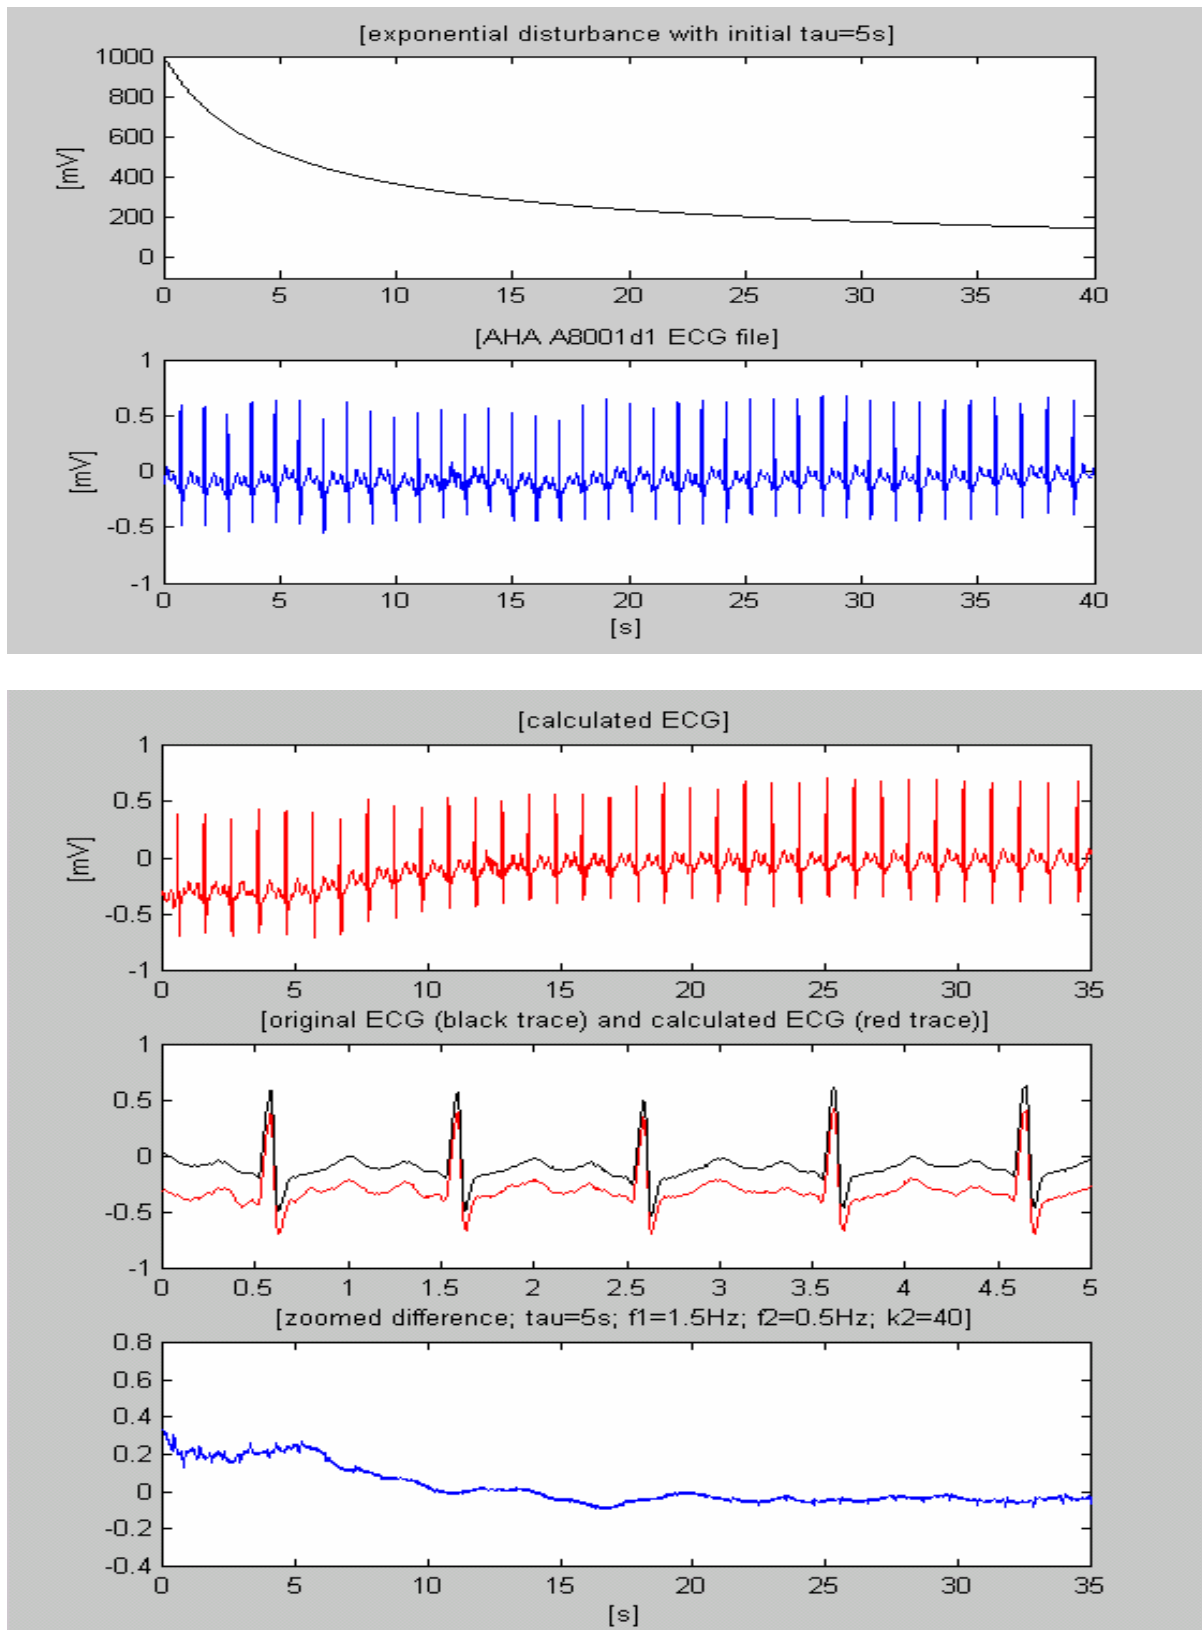 [exponential disturbance with initial tau=5s]
1000
800
600
400
200
0
[mV]
0 5 10 15 20 25 30 35 40
[AHA A8001d1 ECG file]
1
0.5
0
-0.5
-1
[mV]
0 5 10 15 20 25 30 35 40
[s]
[calculated ECG]
1
0.5
0
-0.5
-1
[mV]
0 5 10 15 20 25 30 35
[original ECG (black trace) and calculated ECG (red trace)]
1
0.5
0
-0.5
-1
0 0.5 1 1.5 2 2.5 3 3.5 4 4.5 5
[zoomed difference; tau=5s; f1=1.5Hz; f2=0.5Hz; k2=40]
0.8
0.6
0.4
0.2
0
-0.2
-0.4
0 5 10 15 20 25 30 35
[s]